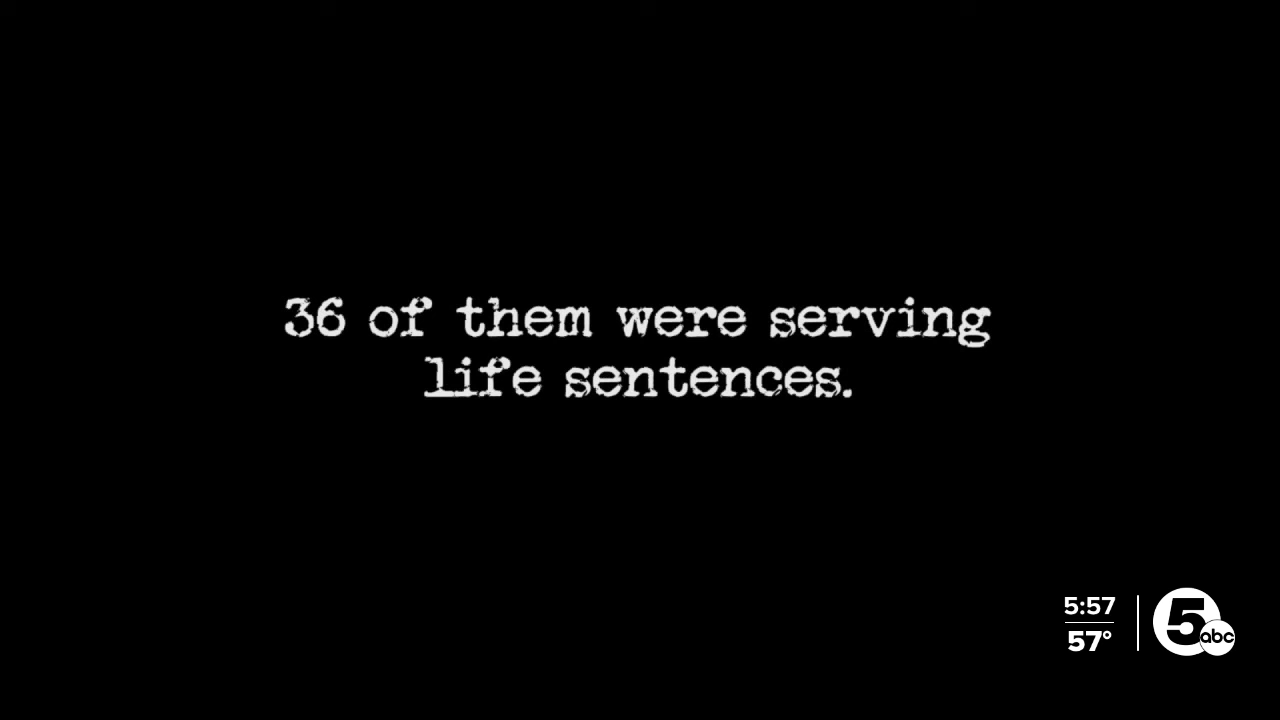 36 of them were serving
life sentences.
5:57
57°
5
abc